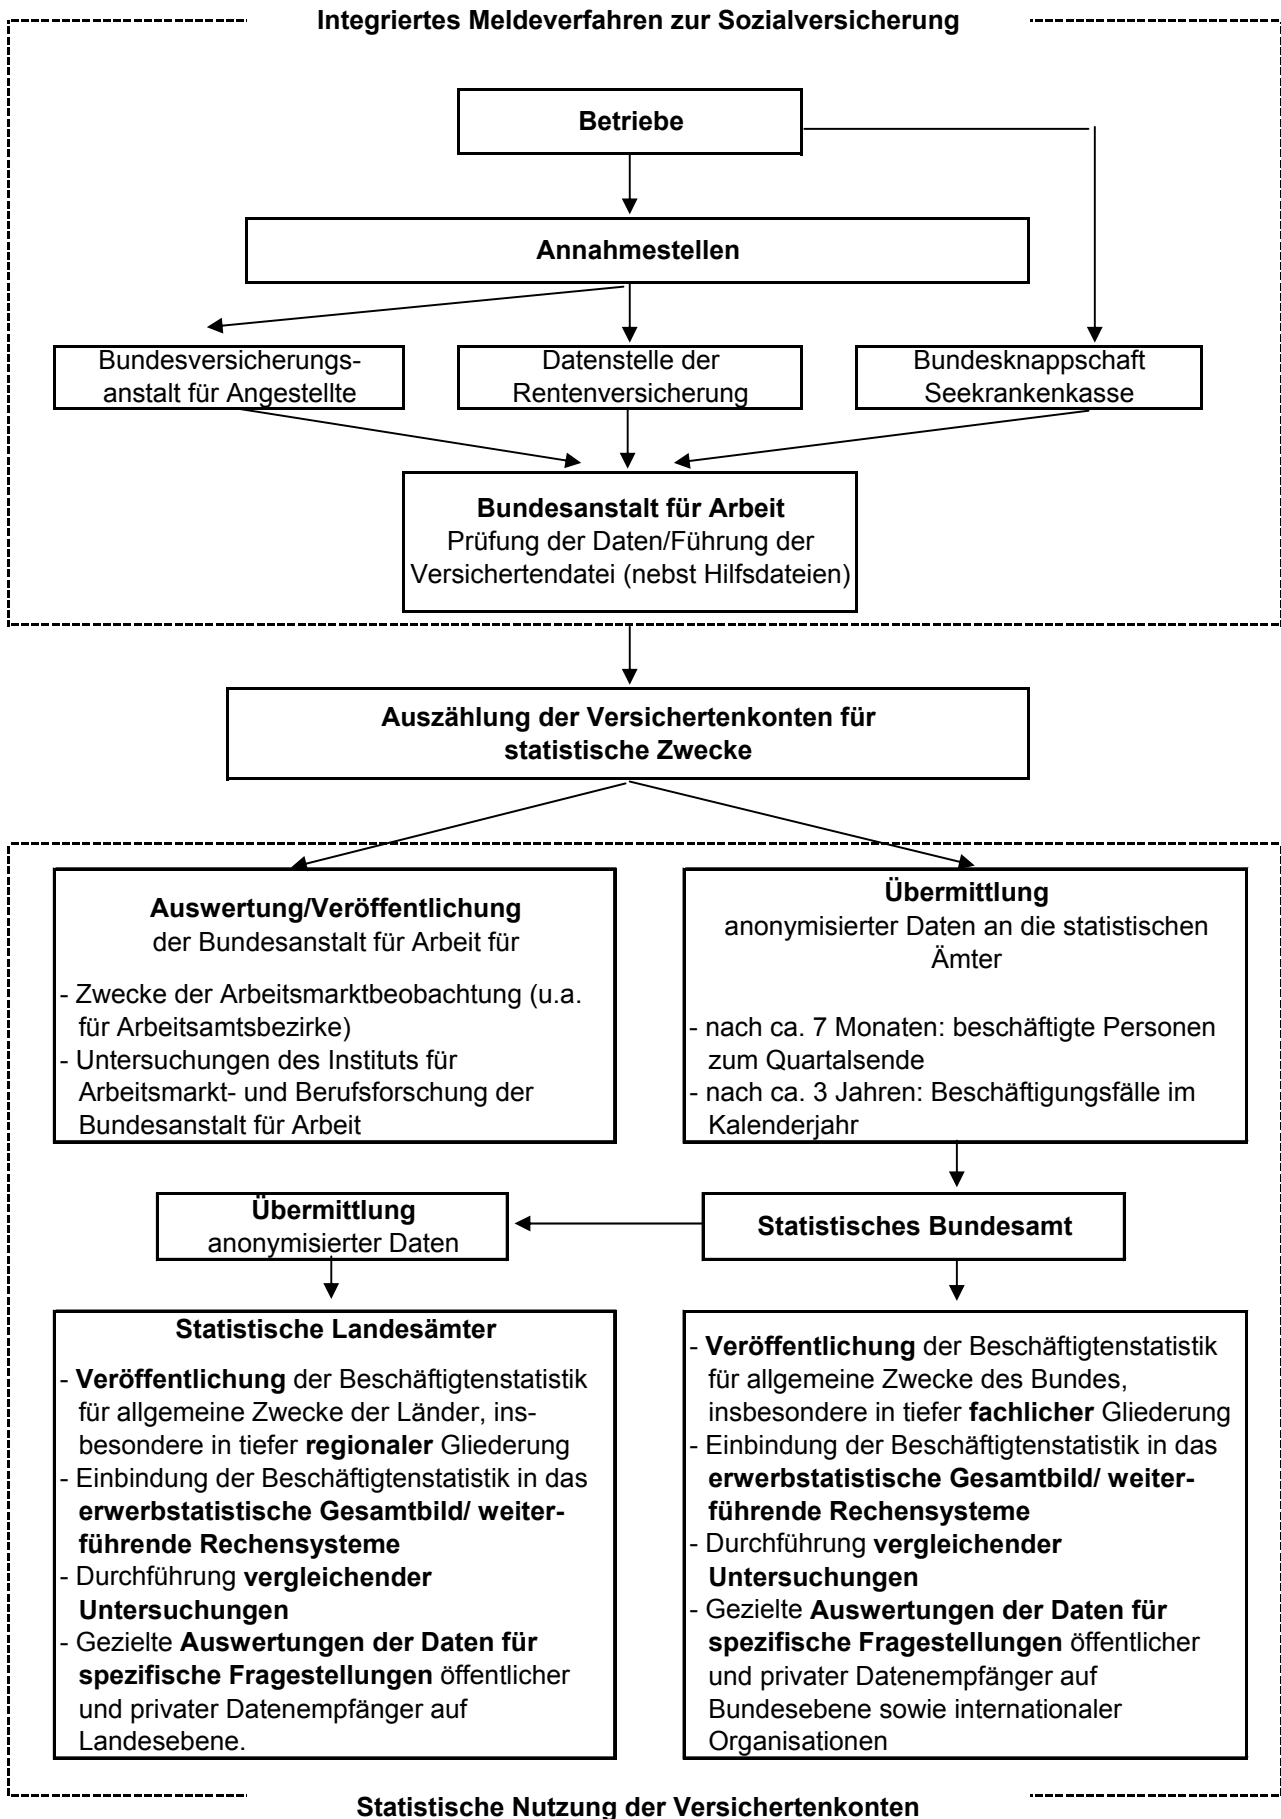 Integriertes Meldeverfahren zur Sozialversicherung
Betriebe
Annahmestellen
Bundesversicherungs-
anstalt für Angestellte
Datenstelle der
Rentenversicherung
Bundesknappschaft
Seekrankenkasse
Bundesanstalt für Arbeit
Prüfung der Daten/Führung der
Versichertendatei (nebst Hilfsdateien)
Auszählung der Versichertenkonten für
statistische Zwecke
Auswertung/Veröffentlichung
der Bundesanstalt für Arbeit für
- Zwecke der Arbeitsmarktbeobachtung (u.a.
für Arbeitsamtsbezirke)
- Untersuchungen des Instituts für
Arbeitsmarkt- und Berufsforschung der
Bundesanstalt für Arbeit
Übermittlung
anonymisierter Daten an die statistischen
Ämter
- nach ca. 7 Monaten: beschäftigte Personen
zum Quartalsende
- nach ca. 3 Jahren: Beschäftigungsfälle im
Kalenderjahr
Übermittlung
anonymisierter Daten
Statistisches Bundesamt
Statistische Landesämter
- Veröffentlichung der Beschäftigtenstatistik
für allgemeine Zwecke der Länder, ins-
besondere in tiefer regionaler Gliederung
- Einbindung der Beschäftigtenstatistik in das
erwerbstatistische Gesamtbild/ weiter-
führende Rechensysteme
- Durchführung vergleichender
Untersuchungen
- Gezielte Auswertungen der Daten für
spezifische Fragestellungen öffentlicher
und privater Datenempfänger auf
Landesebene.
- Veröffentlichung der Beschäftigtenstatistik
für allgemeine Zwecke des Bundes,
insbesondere in tiefer fachlicher Gliederung
- Einbindung der Beschäftigtenstatistik in das
erwerbstatistische Gesamtbild/ weiter-
führende Rechensysteme
- Durchführung vergleichender
Untersuchungen
- Gezielte Auswertungen der Daten für
spezifische Fragestellungen öffentlicher
und privater Datenempfänger auf
Bundesebene sowie internationaler
Organisationen
Statistische Nutzung der Versichertenkonten